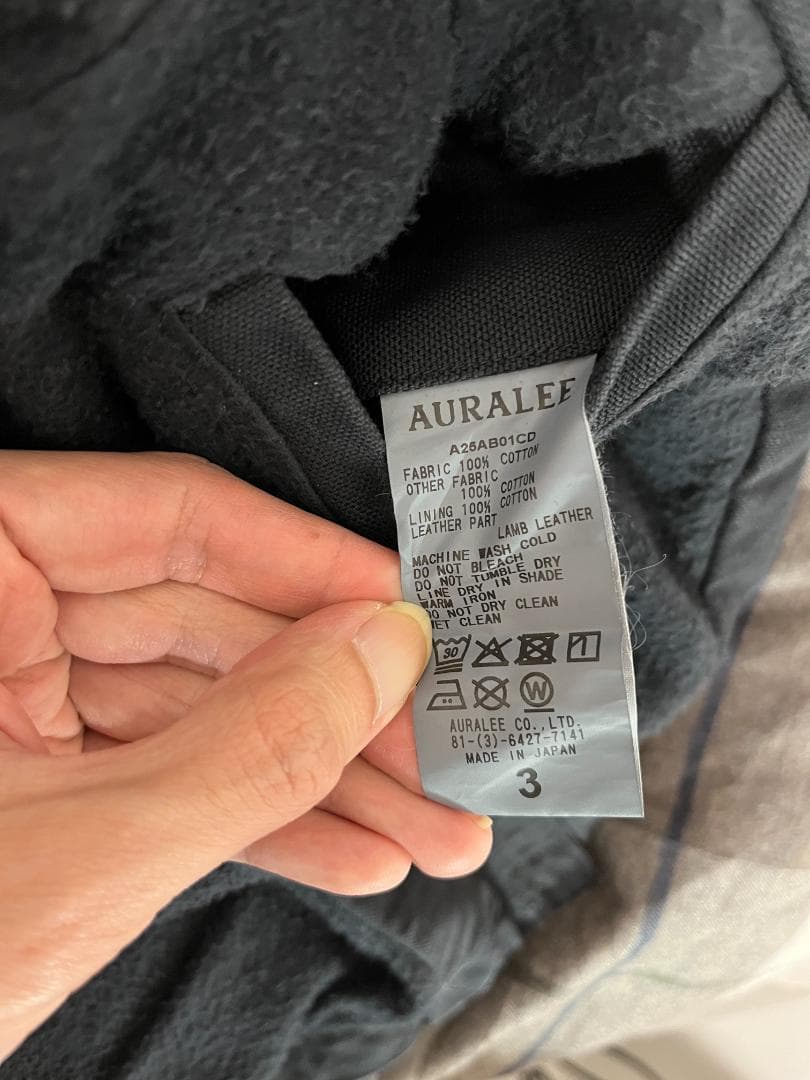 AURALEE
A25AB01CD
FABRIC 100% COTTON
OTHER FABRIC
100% COTTON
LINING 100% COTTON
LEATHER PART
LAMB LEATHER
MACHINE WASH COLD
DO NOT BLEACH
DO NOT TUMBLE DRY
LINE DRY IN SHADE
WARM IRON
DO NOT DRY CLEAN
WET CLEAN
30
W
AURALEE CO.,LTD.
81-(3)-6427-7141
MADE IN JAPAN
3